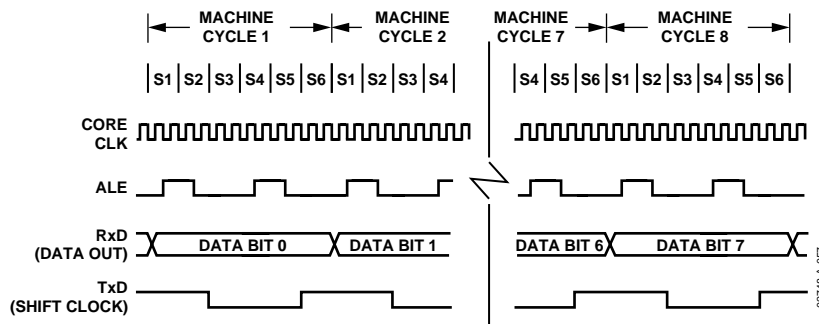 MACHINE CYCLE 1
MACHINE CYCLE 2
MACHINE CYCLE 7
MACHINE CYCLE 8
S1 S2 S3 S4 S5 S6 S1 S2 S3 S4 S4 S5 S6 S1 S2 S3 S4 S5 S6
CORE CLK
ALE
RxD (DATA OUT)
DATA BIT 0
DATA BIT 1
DATA BIT 6
DATA BIT 7
TxD (SHIFT CLOCK)